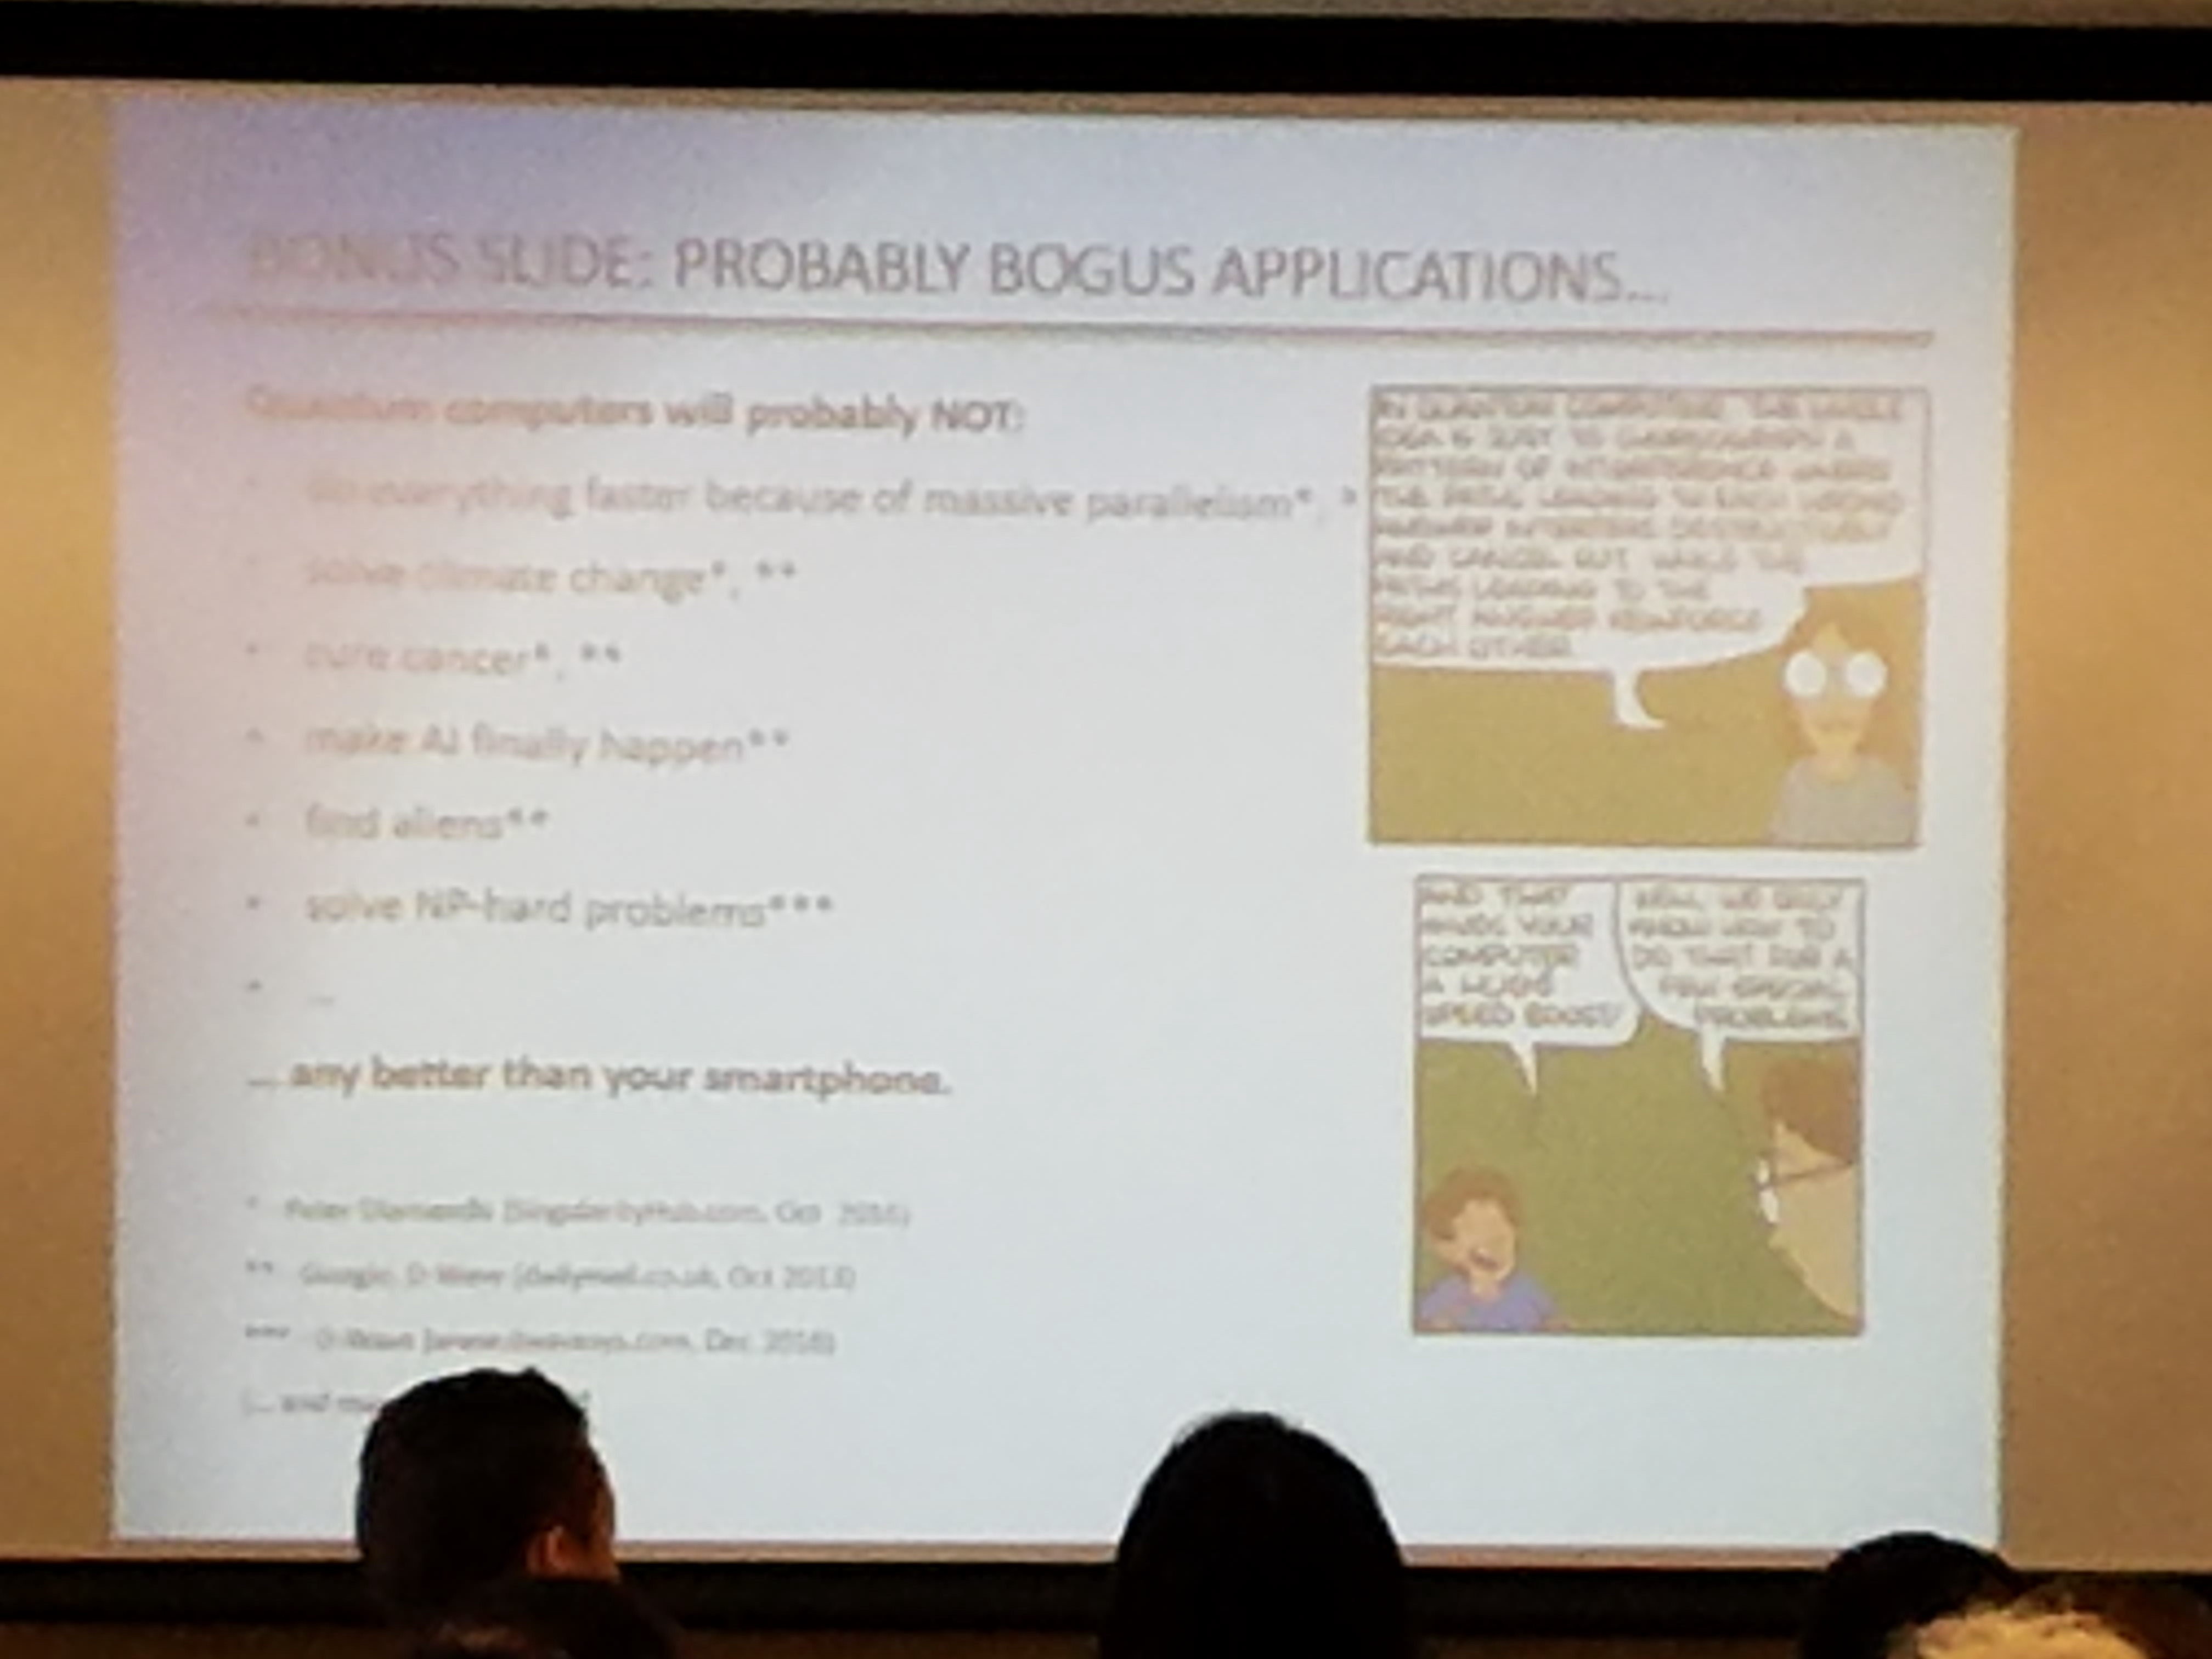 BONUS SLIDE: PROBABLY BOGUS APPLICATIONS...
Quantum computers will probably NOT:
• do everything faster because of massive parallelism*, *
• solve climate change*, **
• cure cancer*, **
• make AI finally happen**
• find aliens**
• solve NP-hard problems***
• ...
... any better than your smartphone.
* Peter Diamandis (SingularityHub.com, Oct 2016)
** Google, D-Wave (dailymail.co.uk, Oct 2013)
*** D-Wave (www.dwavesys.com, Dec 2016)
(... and
IN QUANTUM COMPUTING, THE WHOLE
IDEA IS JUST TO CHOREOGRAPH A
PATTERN OF INTERFERENCE WHERE
THE PATHS LEADING TO EACH WRONG
ANSWER INTERFERE DESTRUCTIVELY
AND CANCEL OUT, WHILE THE
PATHS LEADING TO THE
RIGHT ANSWER REINFORCE
EACH OTHER.
AND THAT
GIVES YOUR
COMPUTER
A HUGE
SPEED BOOST
WELL, WE ONLY
KNOW HOW TO
DO THAT FOR A
FEW SPECIAL
PROBLEMS.